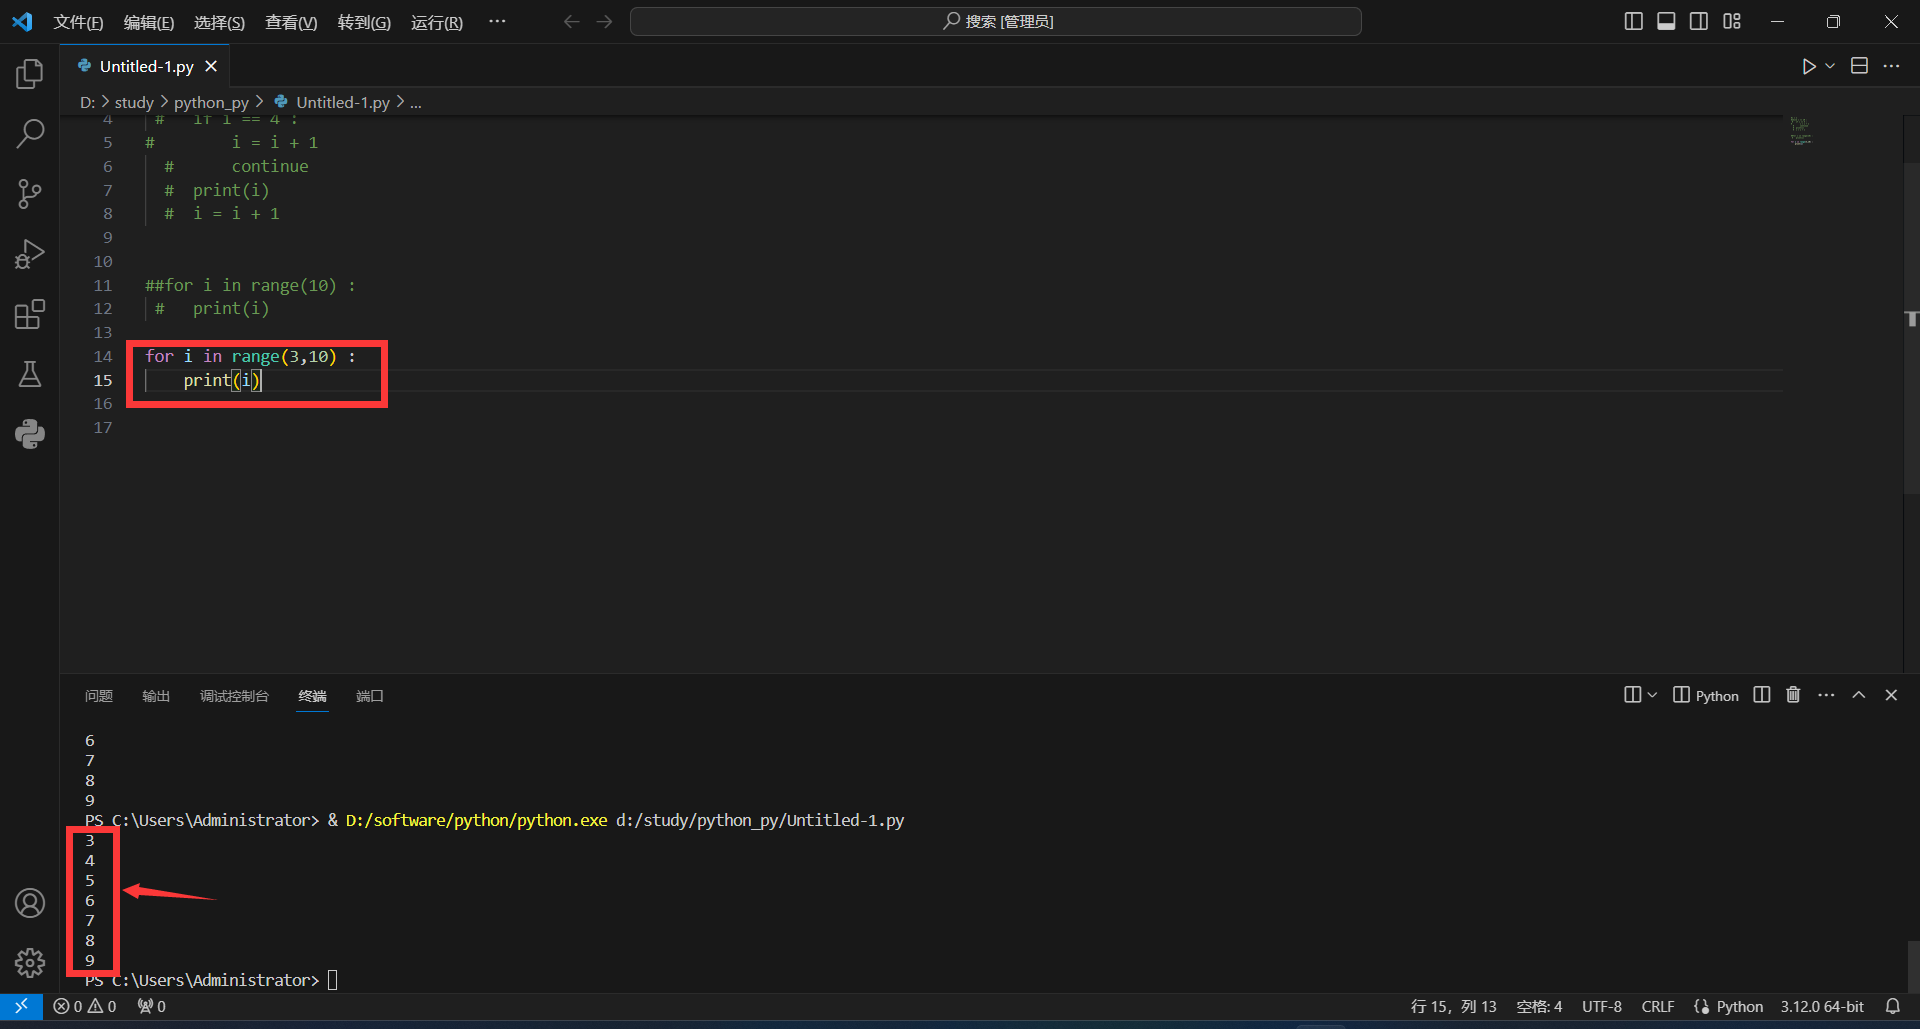 文件(F) 编辑(E) 选择(S) 查看(V) 转到(G) 运行(R) ··· 搜索 [管理员]
Untitled-1.py
D: > study > python_py > Untitled-1.py > ...
4 # if i == 4 :
5 # i = i + 1
6 # continue
7 # print(i)
8 # i = i + 1
9
10
11 ##for i in range(10) :
12 # print(i)
13
14 for i in range(3,10) :
15 print(i)
16
17
问题 输出 调试控制台 终端 端口 Python
6
7
8
9
PS C:\Users\Administrator> & D:/software/python/python.exe d:/study/python_py/Untitled-1.py
3
4
5
6
7
8
9
PS C:\Users\Administrator>
0 0 0 行 15，列 13 空格: 4 UTF-8 CRLF Python 3.12.0 64-bit